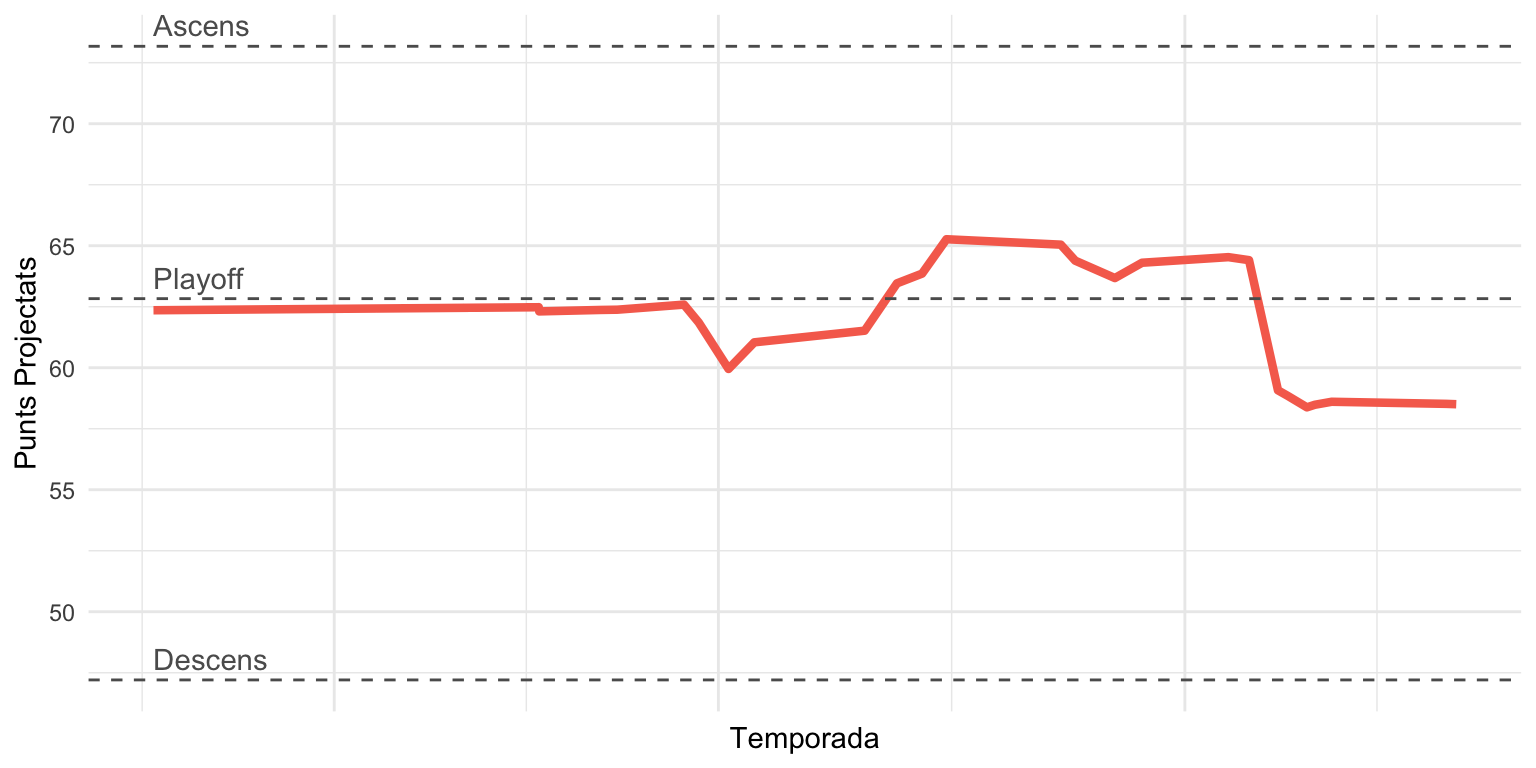 Ascens
70
65
Playoff
60
55
50
Descens
Punts Projectats
Temporada